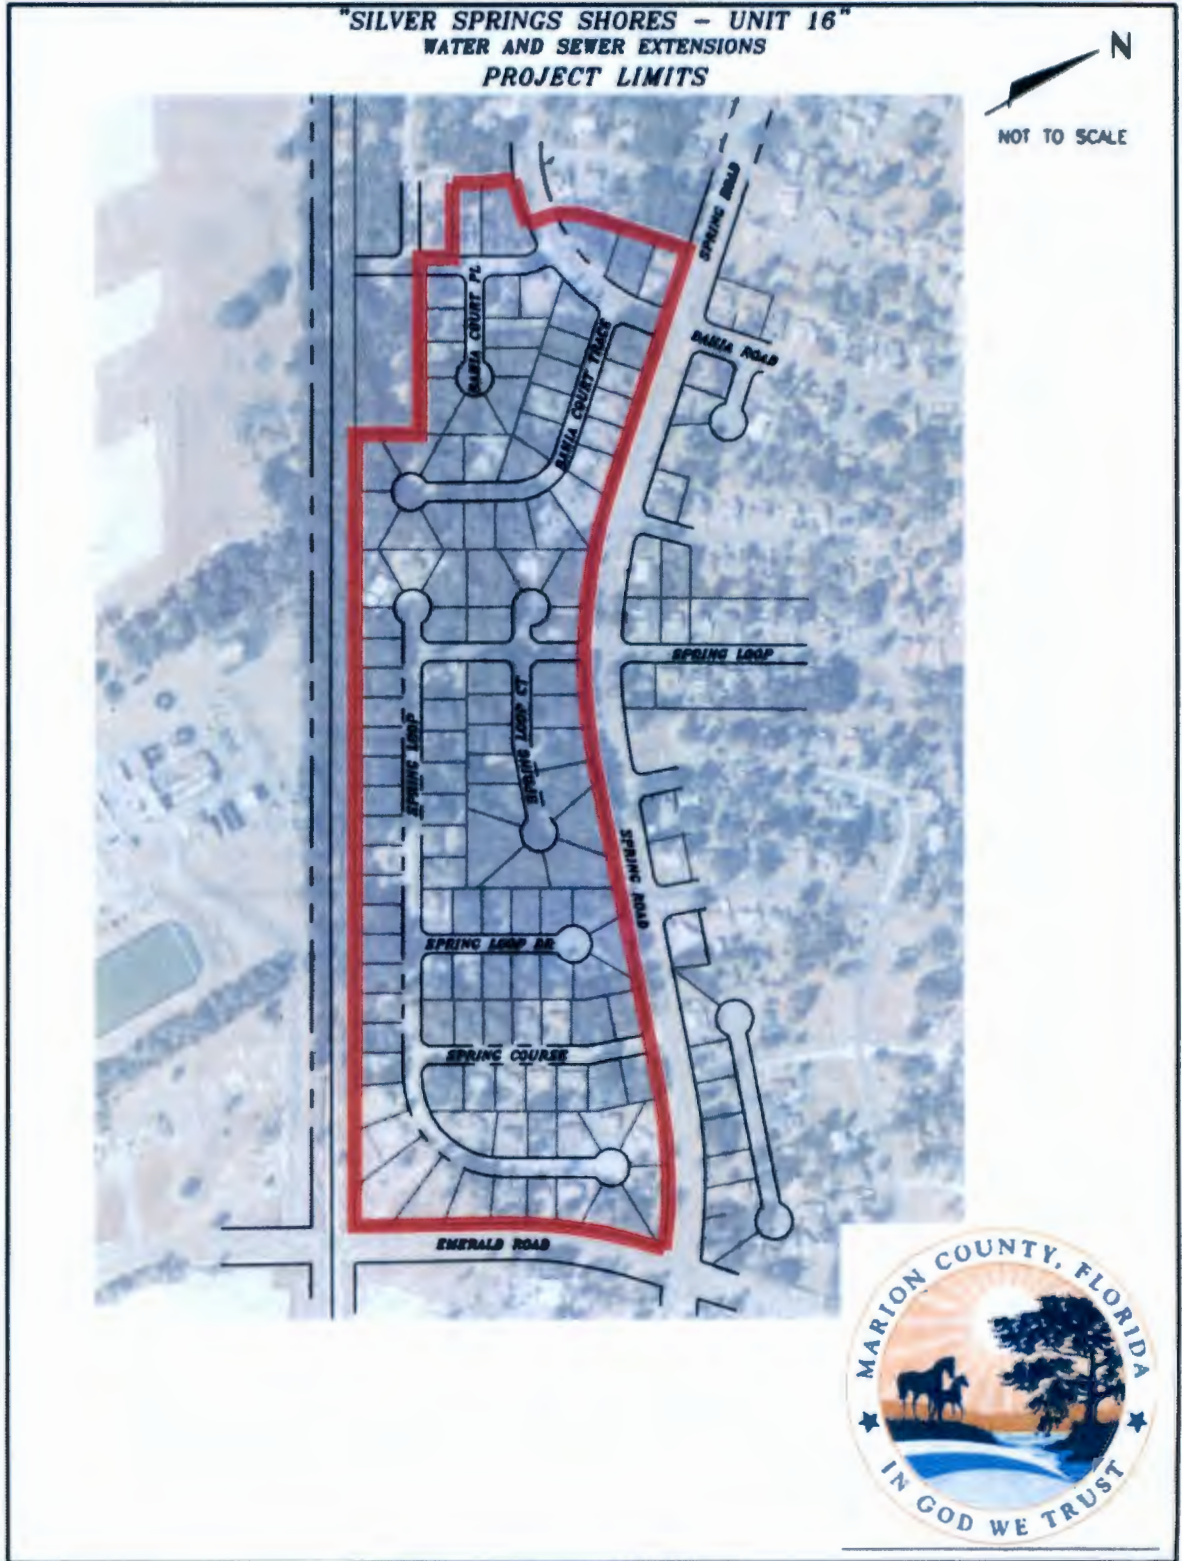 "SILVER SPRINGS SHORES – UNIT 16"
WATER AND SEWER EXTENSIONS
PROJECT LIMITS
N
NOT TO SCALE
SPRING ROAD
BAHIA COURT PL
BAHIA COURT TRACK
BAHIA ROAD
SPRING LOOP
SPRING LOOP
SPRING LOOP CT
SPRING ROAD
SPRING LOOP DR
SPRING COURSE
EMERALD ROAD
MARION COUNTY, FLORIDA
IN GOD WE TRUST